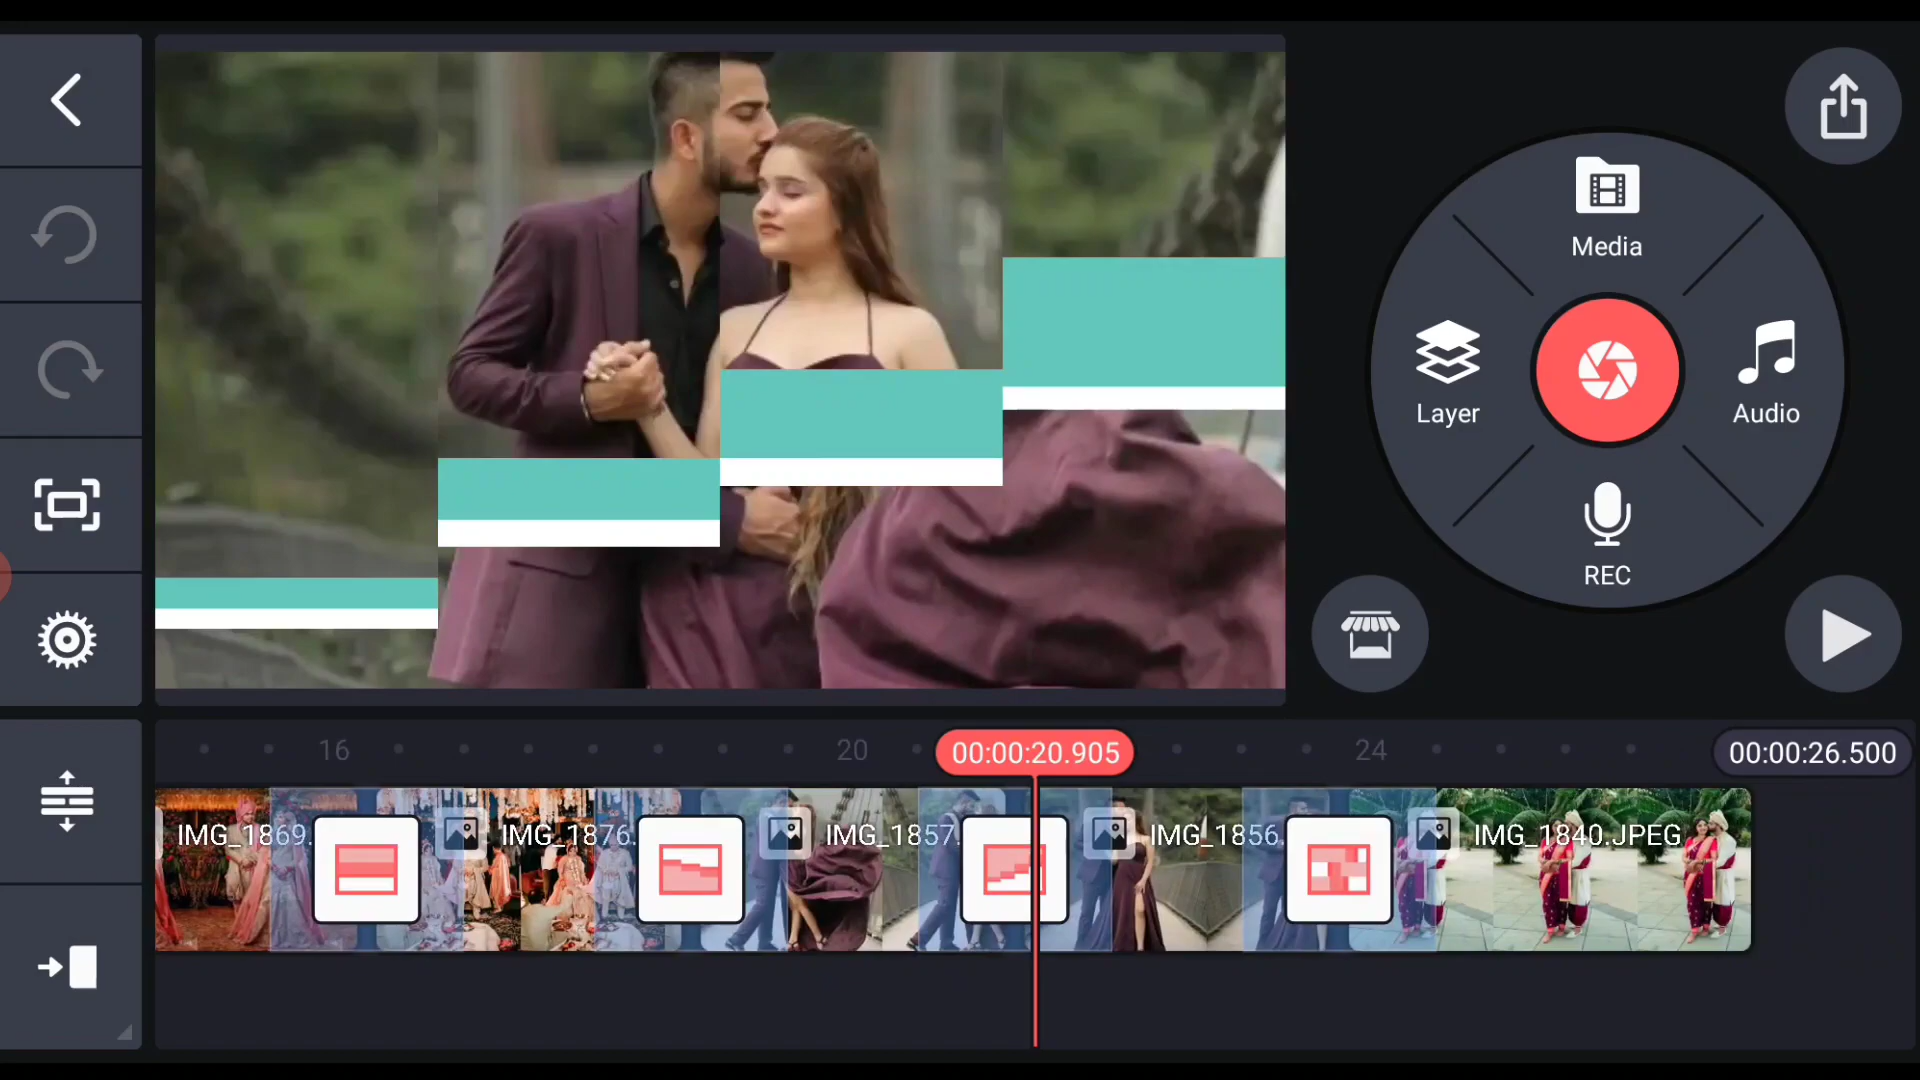 Media
Layer
Audio
REC
16
20
00:00:20.905
24
00:00:26.500
IMG_1869.
IMG_1876.
IMG_1857.
IMG_1856.
IMG_1840.JPEG